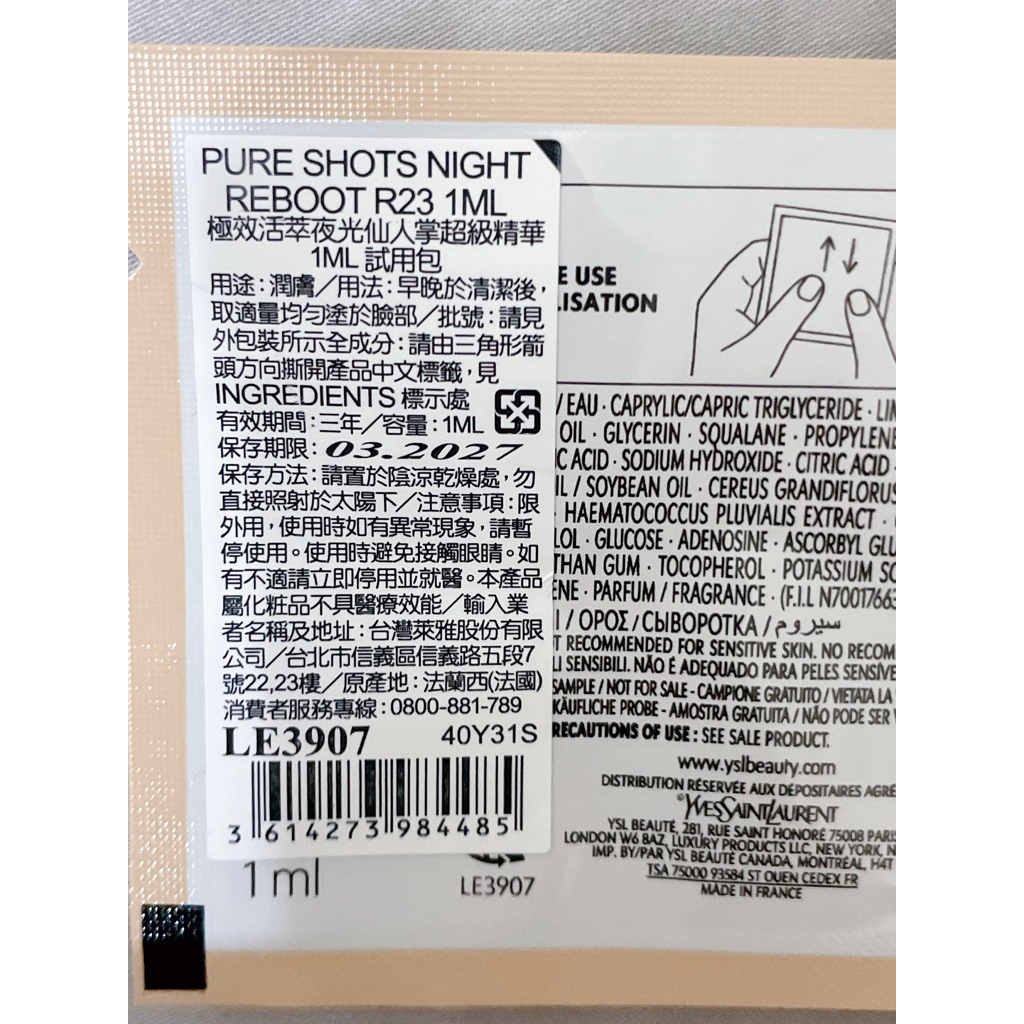 PURE SHOTS NIGHT
REBOOT R23 1ML
極效活萃夜光仙人掌超級精華
1ML 試用包
用途：潤膚／用法：早晚於清潔後，
取適量均勻塗於臉部／批號：請見
外包裝所示全成分：請由三角形箭
頭方向撕開產品中文標籤，見
INGREDIENTS 標示處
有效期間：三年／容量：1ML
保存期限：03.2027
保存方法：請置於陰涼乾燥處，勿
直接照射於太陽下／注意事項：限
外用，使用時如有異常現象，請暫
停使用。使用時避免接觸眼睛。如
有不適請立即停用並就醫。本產品
屬化粧品不具醫療效能／輸入業
者名稱及地址：台灣萊雅股份有限
公司／台北市信義區信義路五段7
號22,23樓／原產地：法蘭西(法國)
消費者服務專線：0800-881-789
LE3907 40Y31S
3 614273 984485
1 ml
LE3907
E USE
LISATION
/ EAU · CAPRYLIC/CAPRIC TRIGLYCERIDE ·
OIL · GLYCERIN · SQUALANE · PROPYLENE
C ACID · SODIUM HYDROXIDE · CITRIC ACID
IL / SOYBEAN OIL · CEREUS GRANDIFLORUS
HAEMATOCOCCUS PLUVIALIS EXTRACT ·
LOL · GLUCOSE · ADENOSINE · ASCORBYL GLU
THAN GUM · TOCOPHEROL · POTASSIUM
ENE · PARFUM / FRAGRANCE · (F.I.L N7001766
I / ΟΡΟΣ / СЫВОРОТКА / سيروم
T RECOMMENDED FOR SENSITIVE SKIN. NO RECOM
LI SENSIBILI. NÃO É ADEQUADO PARA PELES SENSÍVE
SAMPLE / NOT FOR SALE - CAMPIONE GRATUITO / VIETATA LA
KÄUFLICHE PROBE - AMOSTRA GRATUITA / NÃO PODE SER
RECAUTIONS OF USE : SEE SALE PRODUCT.
www.yslbeauty.com
DISTRIBUTION RÉSERVÉE AUX DÉPOSITAIRES AGRÉ
©YVESSAINTLAURENT
YSL BEAUTÉ, 281, RUE SAINT HONORÉ 75008 PARIS
LONDON W6 8AZ, LUXURY PRODUCTS LLC, NEW YORK, N
IMP. BY/PAR YSL BEAUTÉ CANADA, MONTRÉAL, H4T
TSA 75000 93584 ST OUEN CEDEX FR
MADE IN FRANCE